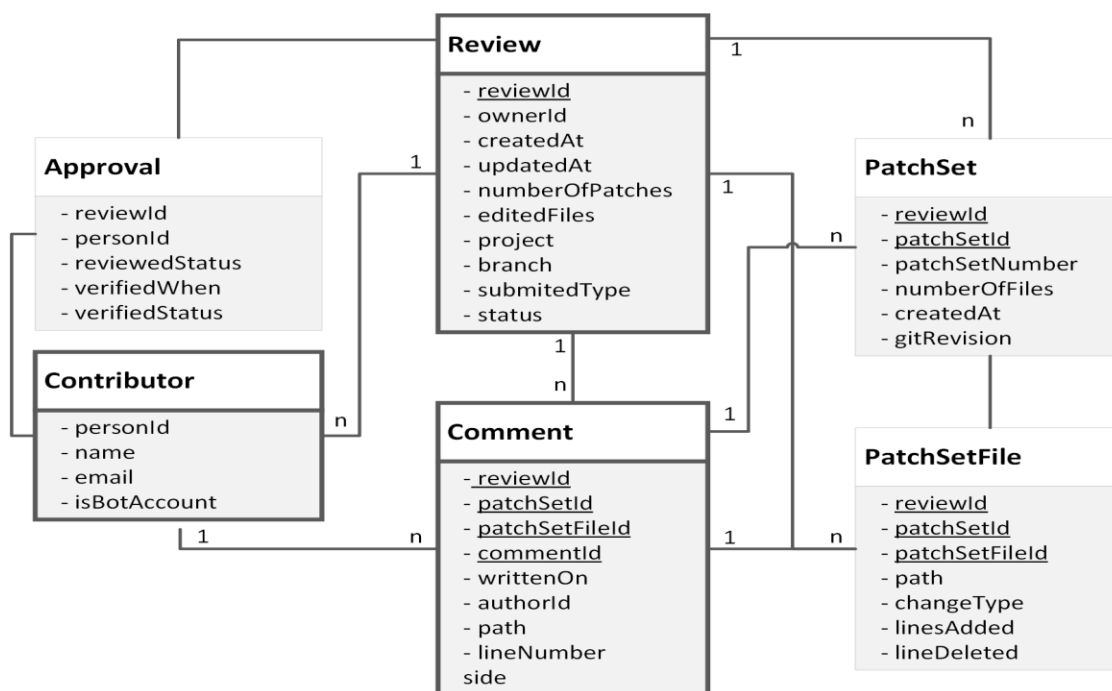 Review
- reviewId
- ownerId
- createdAt
- updatedAt
- numberOfPatches
- editedFiles
- project
- branch
- submitedType
- status
Approval
- reviewId
- personId
- reviewedStatus
- verifiedWhen
- verifiedStatus
Contributor
- personId
- name
- email
- isBotAccount
Comment
- reviewId
- patchSetId
- patchSetFileId
- commentId
- writtenOn
- authorId
- path
- lineNumber
side
PatchSet
- reviewId
- patchSetId
- patchSetNumber
- numberOfFiles
- createdAt
- gitRevision
PatchSetFile
- reviewId
- patchSetId
- patchSetFileId
- path
- changeType
- linesAdded
- lineDeleted
1
n
1
n
1
n
1
n
1
n
1
n
1